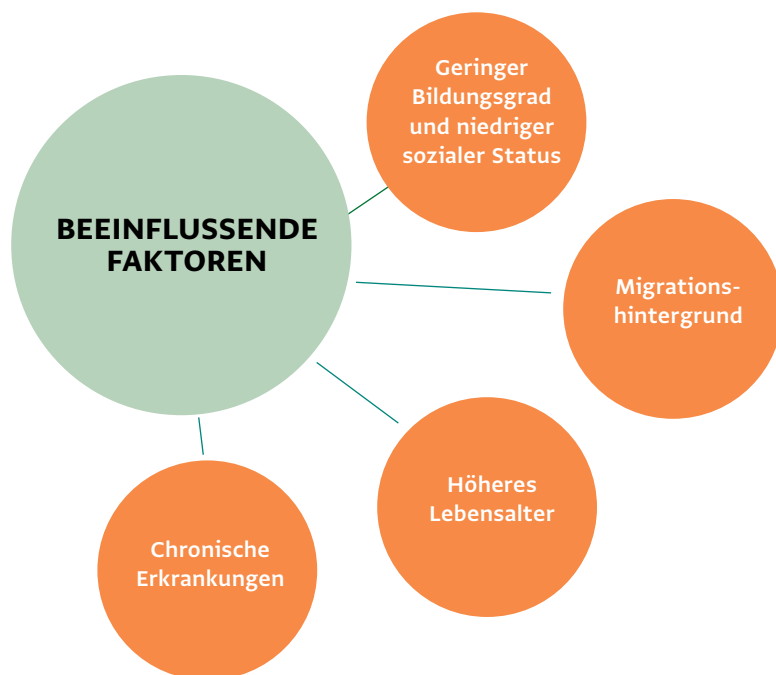 Geringer
Bildungsgrad
und niedriger
sozialer Status
BEEINFLUSSENDE
FAKTOREN
Migrations-
hintergrund
Höheres
Lebensalter
Chronische
Erkrankungen